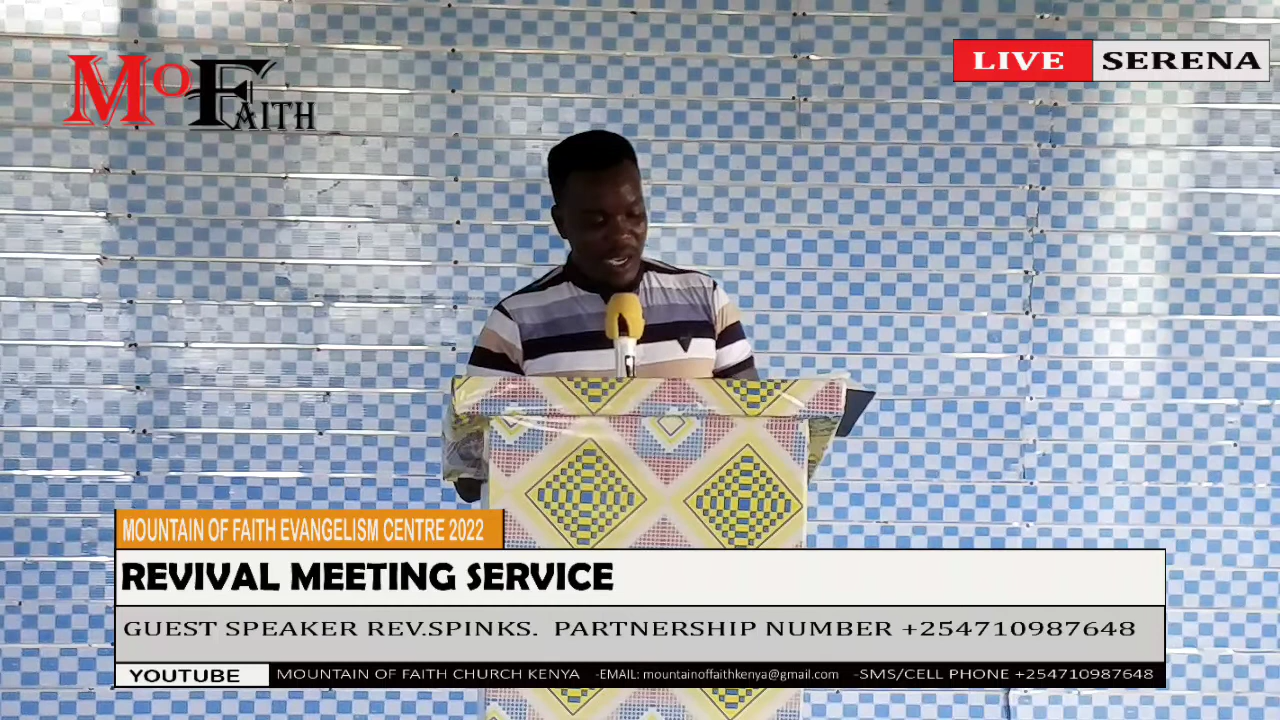 MoFAITH
LIVE SERENA
MOUNTAIN OF FAITH EVANGELISM CENTRE 2022
REVIVAL MEETING SERVICE
GUEST SPEAKER REV.SPINKS. PARTNERSHIP NUMBER +254710987648
YOUTUBE MOUNTAIN OF FAITH CHURCH KENYA -EMAIL: mountainoffaithkenya@gmail.com -SMS/CELL PHONE +254710987648